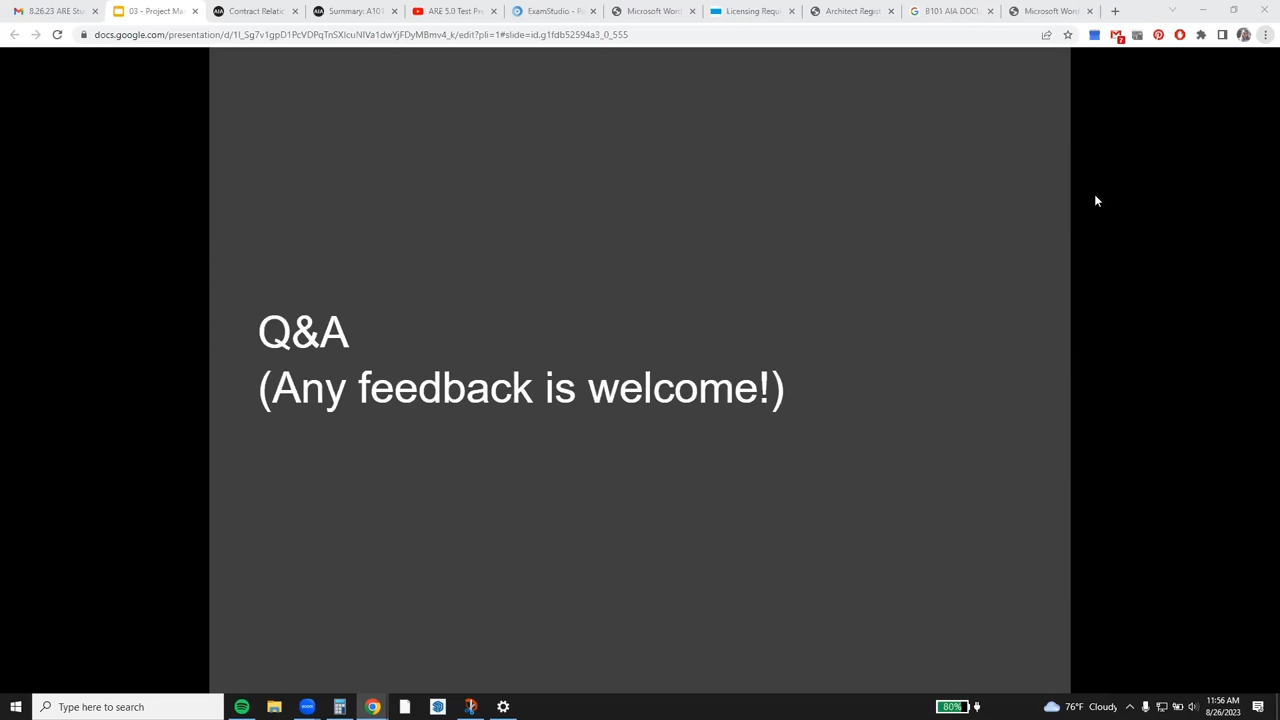 8.26.23 ARE Stu
03 - Project Ma
Contract Relatio
Summary: A101
ARE 5.0 Test Pre
ExamStudio - P
Microsoft Word
Licensing Requ
Architect Regist
B101 AIA DOCU
Microsoft Word
docs.google.com/presentation/d/1l_Sg7v1gpD1PcVDPqTnSXIcuNIVa1dwYjFDyMBmv4_k/edit?pli=1#slide=id.g1fdb52594a3_0_555
7
Q&A
(Any feedback is welcome!)
Type here to search
80%
76°F Cloudy
11:56 AM
8/26/2023